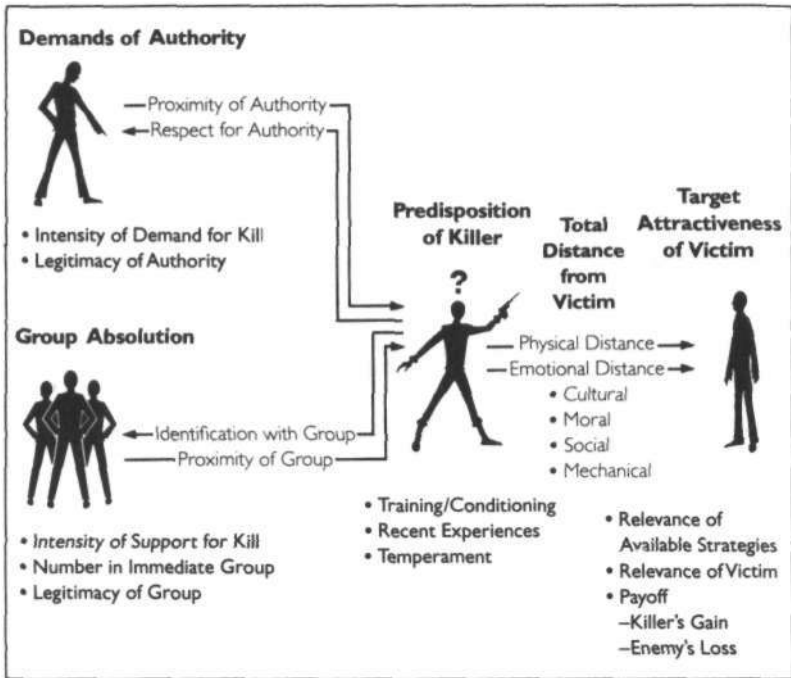 Demands of Authority
Proximity of Authority
Respect for Authority
• Intensity of Demand for Kill
• Legitimacy of Authority
Group Absolution
Identification with Group
Proximity of Group
• Intensity of Support for Kill
• Number in Immediate Group
• Legitimacy of Group
Predisposition
of Killer
?
• Training/Conditioning
• Recent Experiences
• Temperament
Total
Distance
from
Victim
Physical Distance
Emotional Distance
• Cultural
• Moral
• Social
• Mechanical
Target
Attractiveness
of Victim
• Relevance of
Available Strategies
• Relevance of Victim
• Payoff
–Killer's Gain
–Enemy's Loss